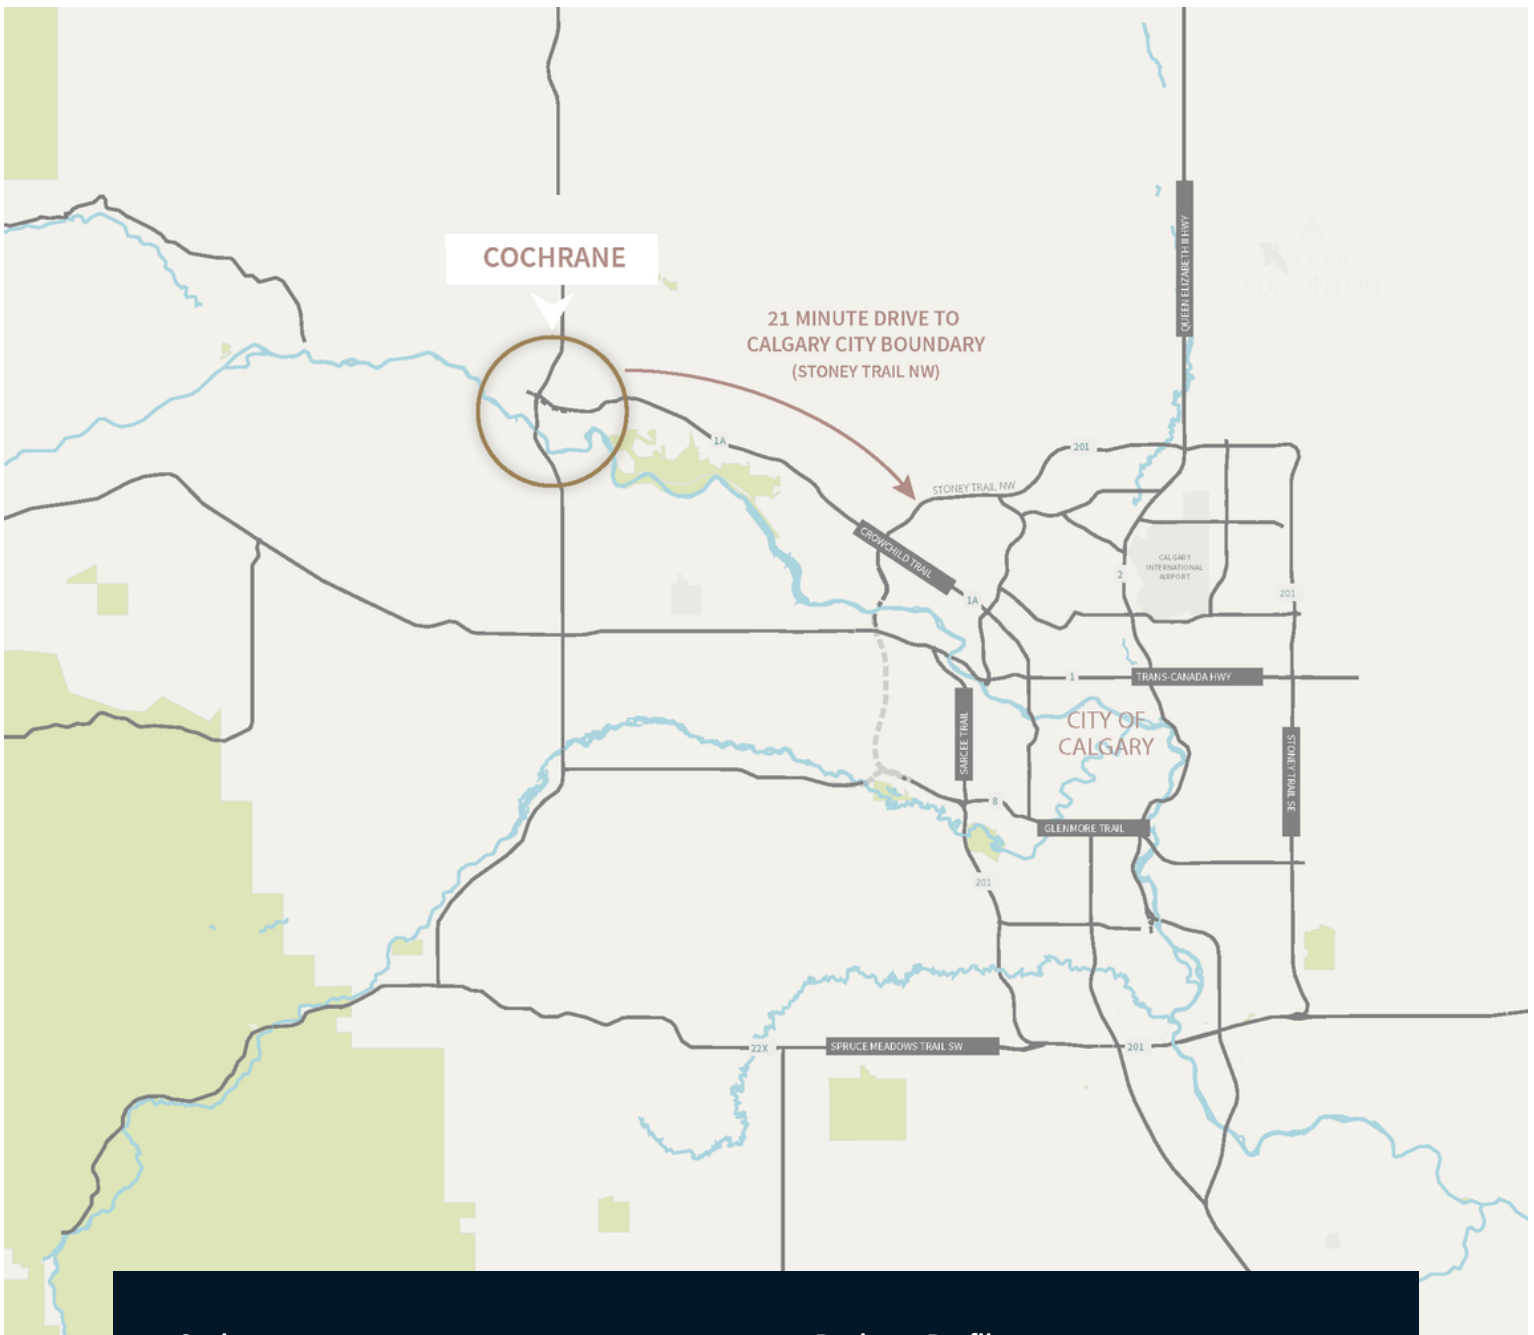 COCHRANE
21 MINUTE DRIVE TO
CALGARY CITY BOUNDARY
(STONEY TRAIL NW)
QUEEN ELIZABETH II HWY
EDMONTON
1A
201
STONEY TRAIL NW
CROWCHILD TRAIL
CALGARY
INTERNATIONAL
AIRPORT
2
201
1A
1
TRANS-CANADA HWY
SARCEE TRAIL
CITY OF
CALGARY
STONEY TRAIL SE
8
GLENMORE TRAIL
201
22X
SPRUCE MEADOWS TRAIL SW
201